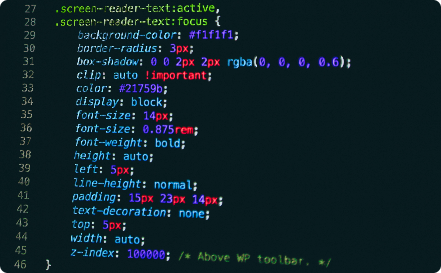 27 .screen-reader-text:active,
28 .screen-reader-text:focus {
29 background-color: #f1f1f1;
30 border-radius: 3px;
31 box-shadow: 0 0 2px 2px rgba(0, 0, 0, 0.6);
32 clip: auto !important;
33 color: #21759b;
34 display: block;
35 font-size: 14px;
36 font-size: 0.875rem;
37 font-weight: bold;
38 height: auto;
39 left: 5px;
40 line-height: normal;
41 padding: 15px 23px 14px;
42 text-decoration: none;
43 top: 5px;
44 width: auto;
45 z-index: 100000; /* Above WP toolbar. */
46 }